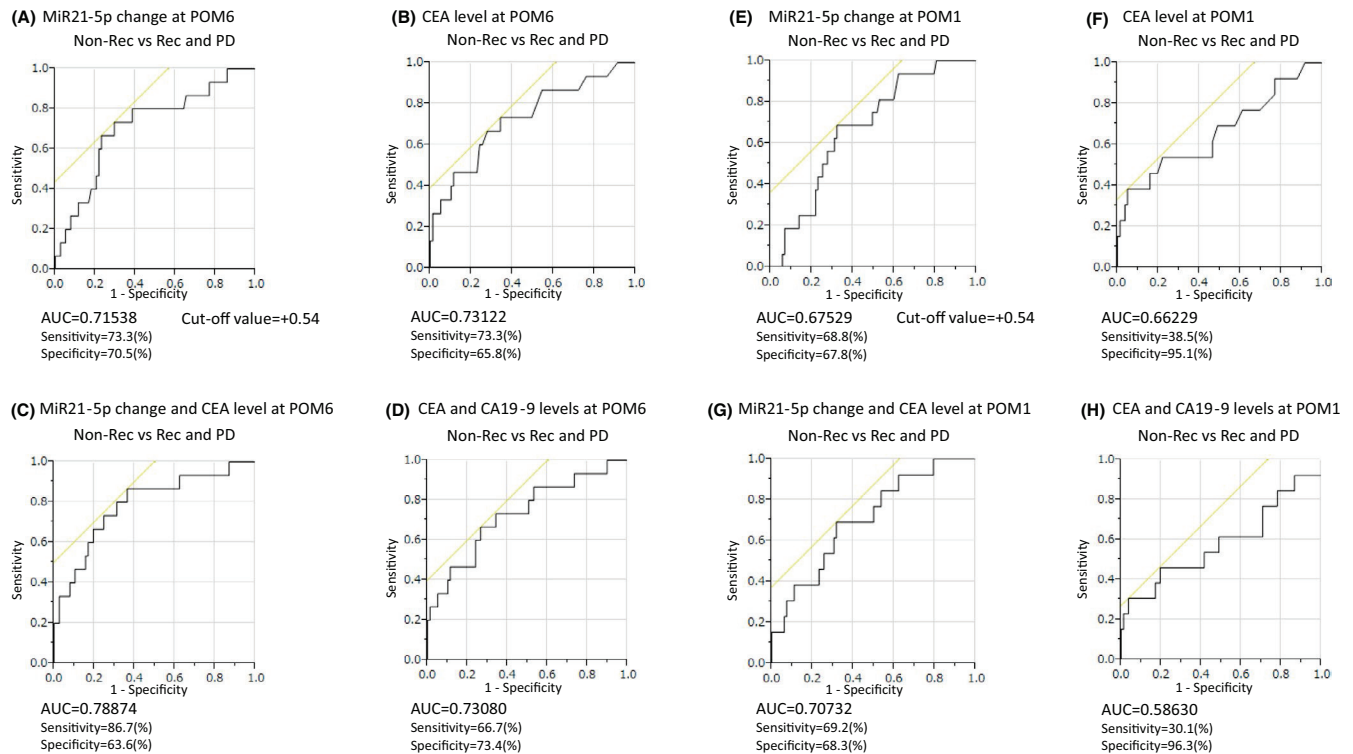 (A) MiR21-5p change at POM6
Non-Rec vs Rec and PD
1.0
0.8
0.6
0.4
0.2
0.0
Sensitivity
0.0 0.2 0.4 0.6 0.8 1.0
1 - Specificity
AUC=0.71538 Cut-off value=+0.54
Sensitivity=73.3(%)
Specificity=70.5(%)
(B) CEA level at POM6
Non-Rec vs Rec and PD
1.0
0.8
0.6
0.4
0.2
0.0
Sensitivity
0.0 0.2 0.4 0.6 0.8 1.0
1 - Specificity
AUC=0.73122
Sensitivity=73.3(%)
Specificity=65.8(%)
(E) MiR21-5p change at POM1
Non-Rec vs Rec and PD
1.0
0.8
0.6
0.4
0.2
0.0
Sensitivity
0.0 0.2 0.4 0.6 0.8 1.0
1 - Specificity
AUC=0.67529 Cut-off value=+0.54
Sensitivity=68.8(%)
Specificity=67.8(%)
(F) CEA level at POM1
Non-Rec vs Rec and PD
1.0
0.8
0.6
0.4
0.2
0.0
Sensitivity
0.0 0.2 0.4 0.6 0.8 1.0
1 - Specificity
AUC=0.66229
Sensitivity=38.5(%)
Specificity=95.1(%)
(C) MiR21-5p change and CEA level at POM6
Non-Rec vs Rec and PD
1.0
0.8
0.6
0.4
0.2
0.0
Sensitivity
0.0 0.2 0.4 0.6 0.8 1.0
1 - Specificity
AUC=0.78874
Sensitivity=86.7(%)
Specificity=63.6(%)
(D) CEA and CA19-9 levels at POM6
Non-Rec vs Rec and PD
1.0
0.8
0.6
0.4
0.2
0.0
Sensitivity
0.0 0.2 0.4 0.6 0.8 1.0
1 - Specificity
AUC=0.73080
Sensitivity=66.7(%)
Specificity=73.4(%)
(G) MiR21-5p change and CEA level at POM1
Non-Rec vs Rec and PD
1.0
0.8
0.6
0.4
0.2
0.0
Sensitivity
0.0 0.2 0.4 0.6 0.8 1.0
1 - Specificity
AUC=0.70732
Sensitivity=69.2(%)
Specificity=68.3(%)
(H) CEA and CA19-9 levels at POM1
Non-Rec vs Rec and PD
1.0
0.8
0.6
0.4
0.2
0.0
Sensitivity
0.0 0.2 0.4 0.6 0.8 1.0
1 - Specificity
AUC=0.58630
Sensitivity=30.1(%)
Specificity=96.3(%)